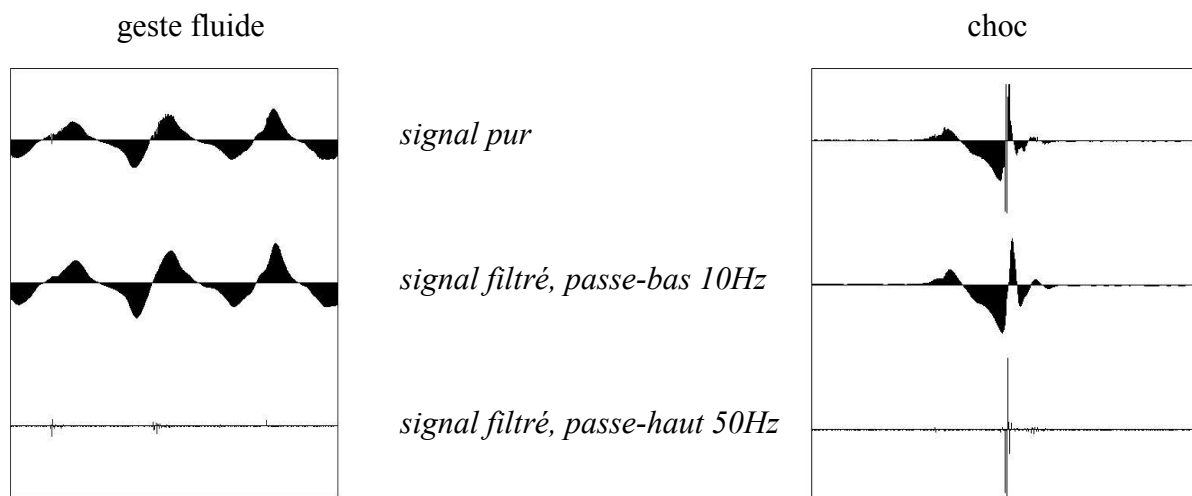 geste fluide
choc
signal pur
signal filtré, passe-bas 10Hz
signal filtré, passe-haut 50Hz